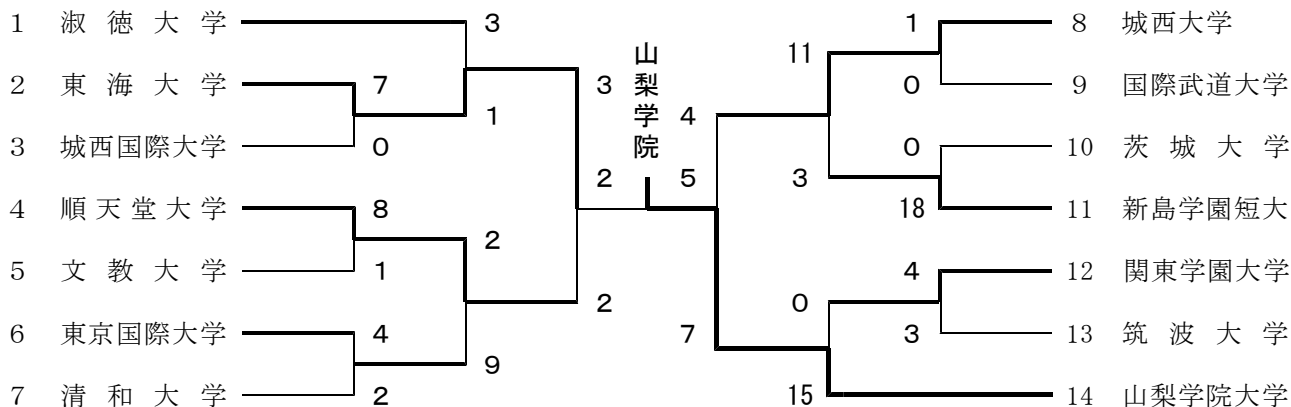 1 淑徳大学 3 1 8 城西大学
山梨学院
11
2 東海大学 7 3 4 0 9 国際武道大学
1
3 城西国際大学 0 0 10 茨城大学
2 5 3
4 順天堂大学 8 18 11 新島学園短大
2
5 文教大学 1 4 12 関東学園大学
2 0
6 東京国際大学 4 7 3 13 筑波大学
9
7 清和大学 2 15 14 山梨学院大学